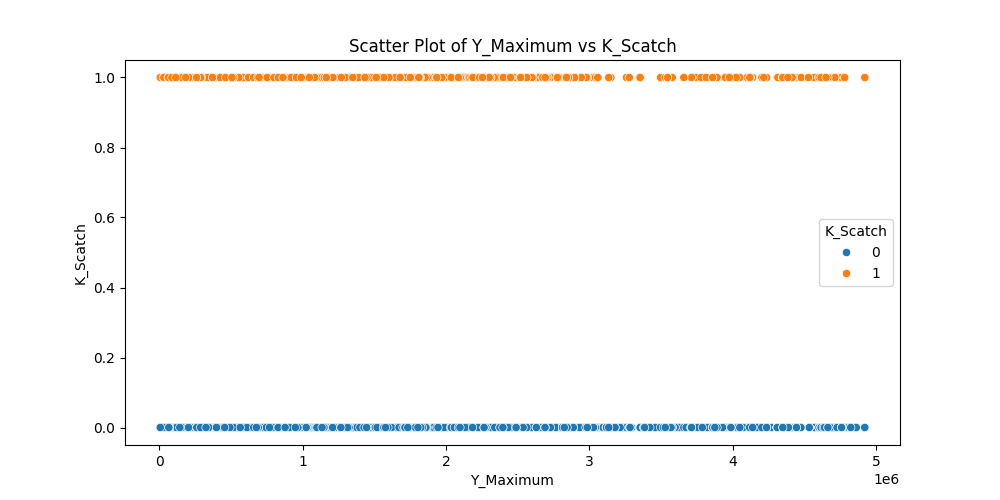 Scatter Plot of Y_Maximum vs K_Scatch
1.0
0.8
0.6
0.4
0.2
0.0
K_Scatch
K_Scatch
0
1
0 1 2 3 4 5
1e6
Y_Maximum